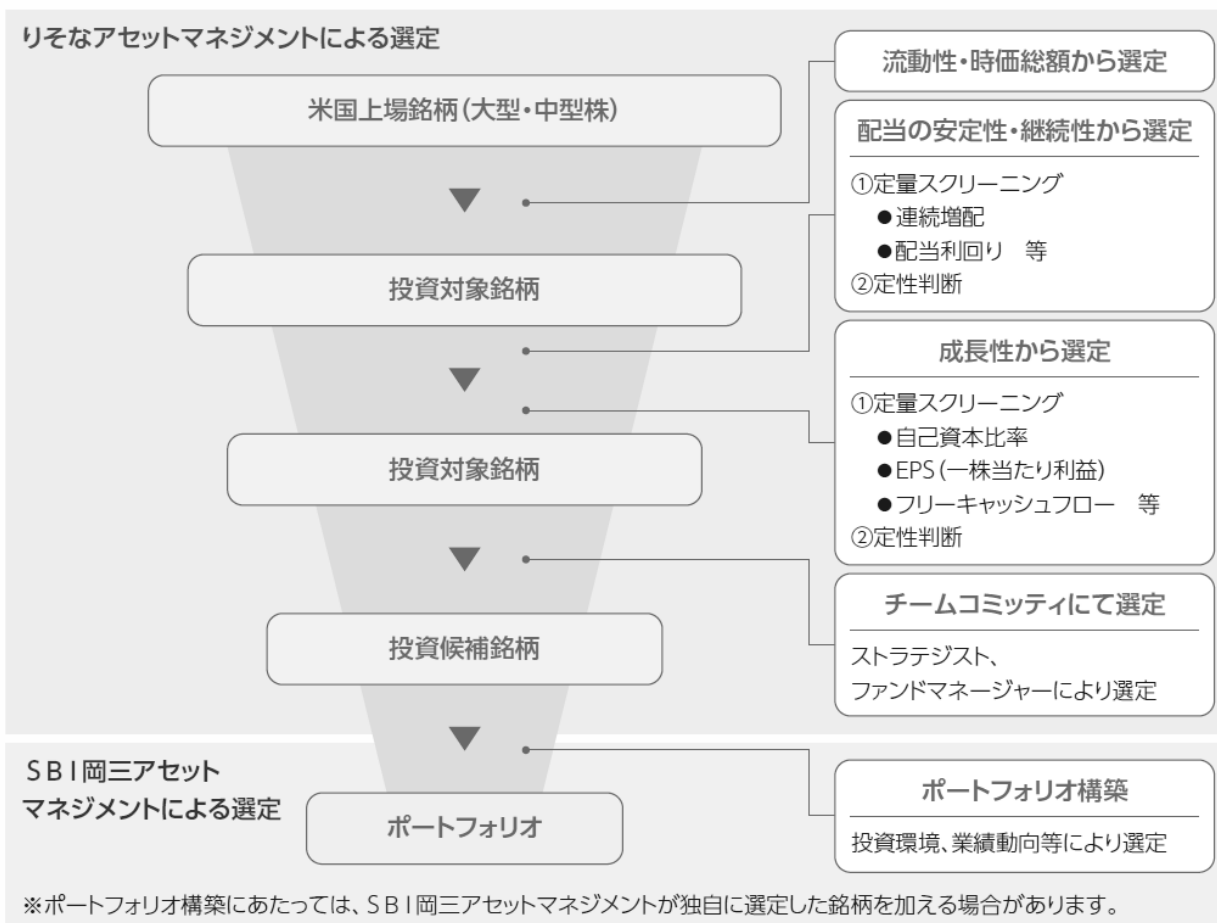 りそなアセットマネジメントによる選定
米国上場銘柄(大型・中型株)
流動性・時価総額から選定
配当の安定性・継続性から選定
①定量スクリーニング
●連続増配
●配当利回り 等
②定性判断
投資対象銘柄
成長性から選定
①定量スクリーニング
●自己資本比率
●EPS(一株当たり利益)
●フリーキャッシュフロー 等
②定性判断
投資対象銘柄
チームコミッティにて選定
ストラテジスト、
ファンドマネージャーにより選定
投資候補銘柄
SBI岡三アセット
マネジメントによる選定
ポートフォリオ
ポートフォリオ構築
投資環境、業績動向等により選定
※ポートフォリオ構築にあたっては、SBI岡三アセットマネジメントが独自に選定した銘柄を加える場合があります。